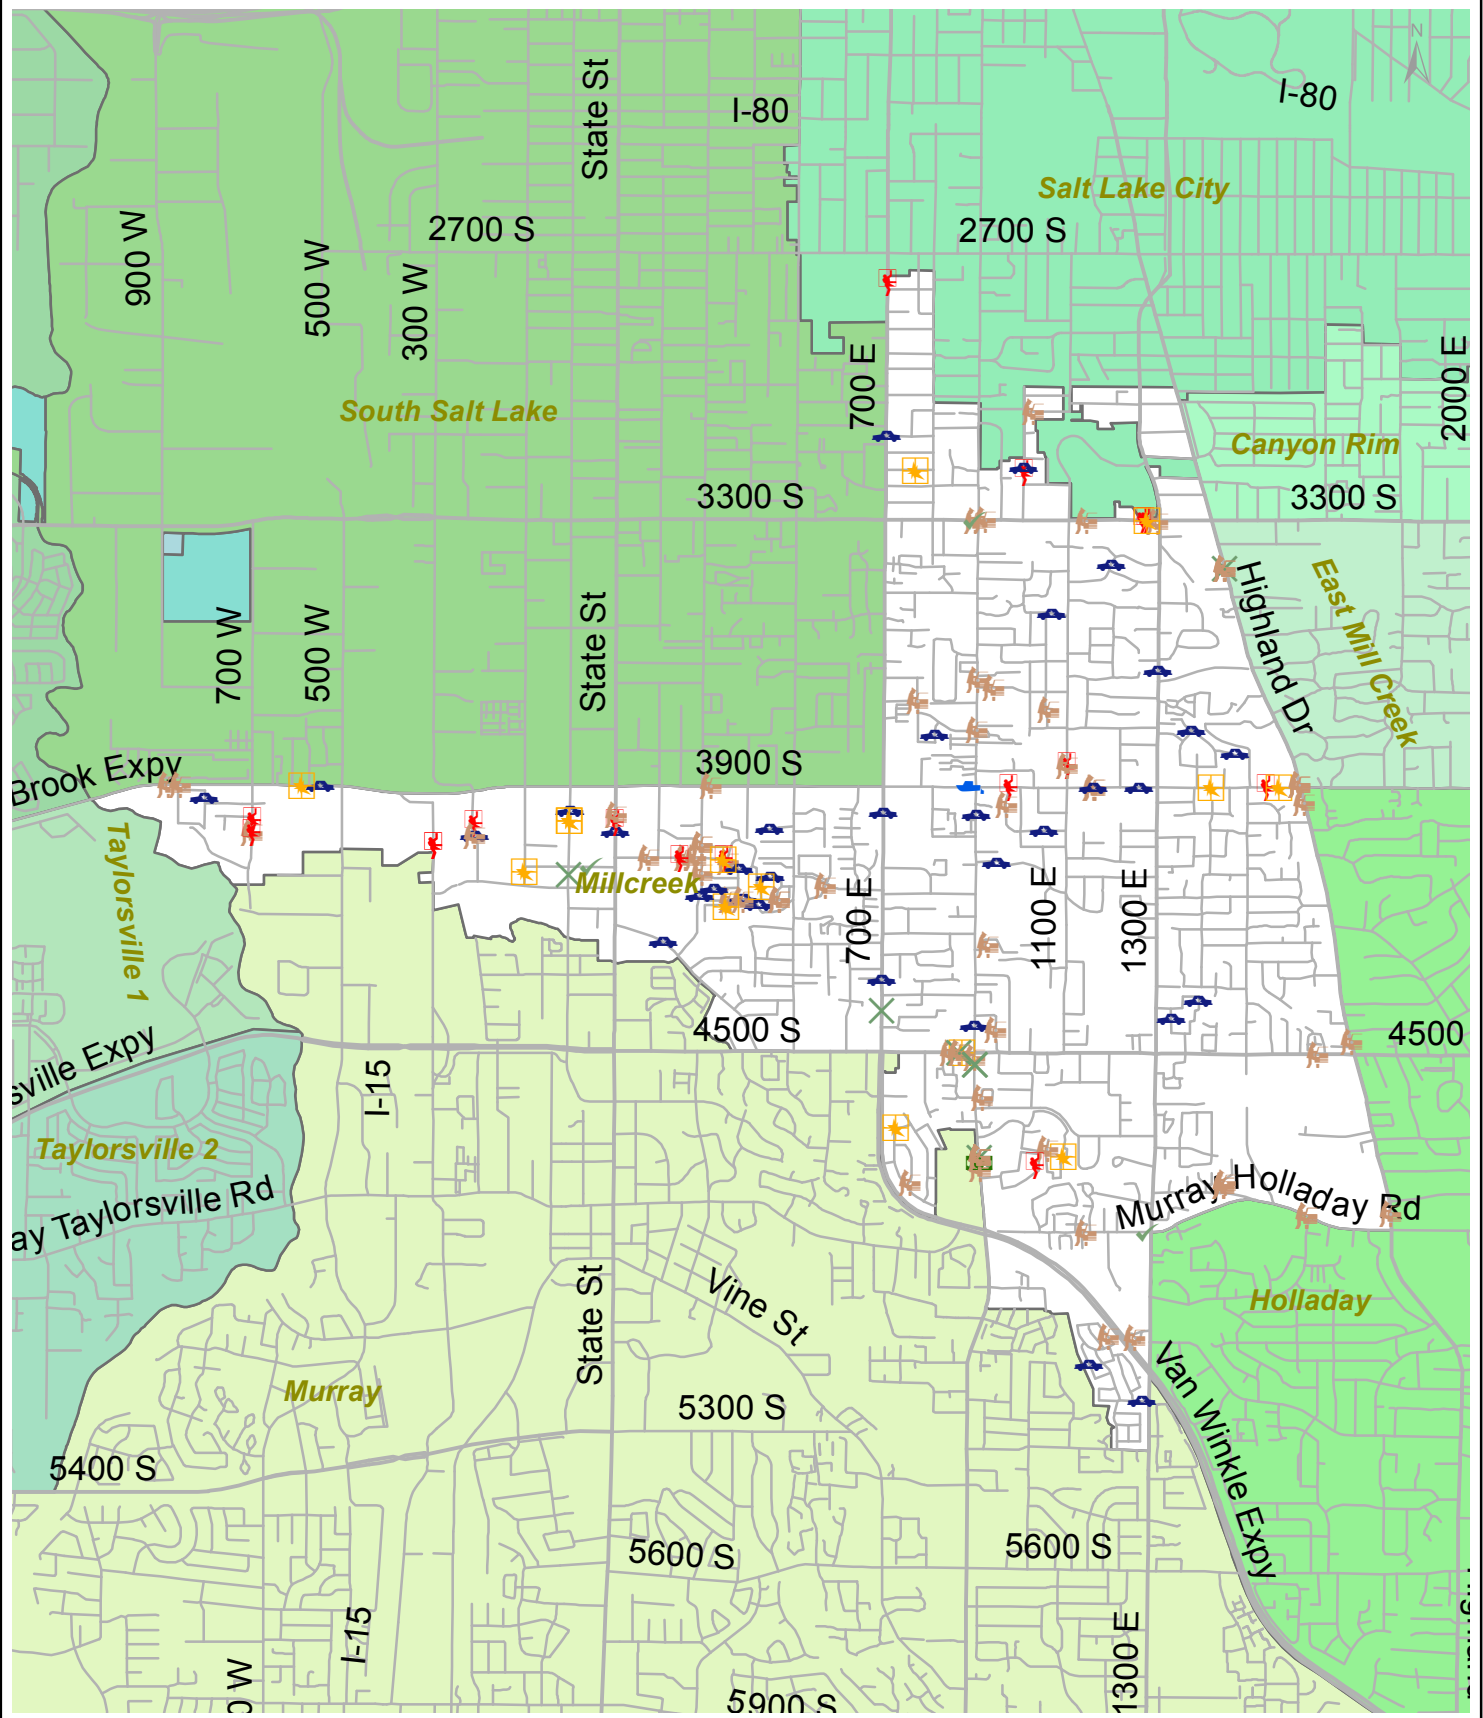 N
I-80
I-80
State St
Salt Lake City
900 W
2700 S
2700 S
500 W
300 W
700 E
2000 E
South Salt Lake
Canyon Rim
3300 S
3300 S
Highland Dr
East Mill Creek
700 W
500 W
State St
Brook Expy
3900 S
Taylorsville 1
Millcreek
700 E
1100 E
1300 E
4500 S
4500
sville Expy
I-15
Taylorsville 2
ay Taylorsville Rd
Murray Holladay Rd
State St
Vine St
Holladay
Murray
Van Winkle Expy
5300 S
5400 S
5600 S
5600 S
I-15
1300 E
0 W
5900 S